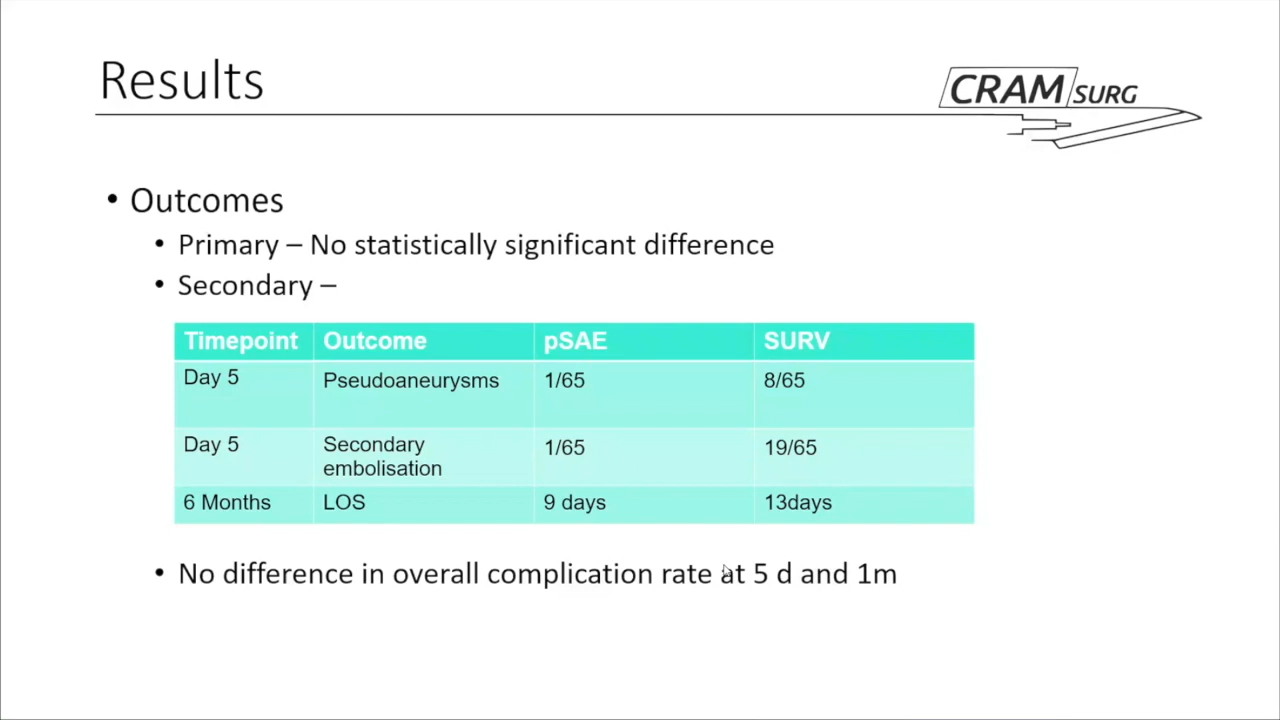 Results
CRAM SURG
• Outcomes
• Primary – No statistically significant difference
• Secondary –
Timepoint Outcome pSAE SURV
Day 5 Pseudoaneurysms 1/65 8/65
Day 5 Secondary embolisation 1/65 19/65
6 Months LOS 9 days 13days
• No difference in overall complication rate at 5 d and 1m